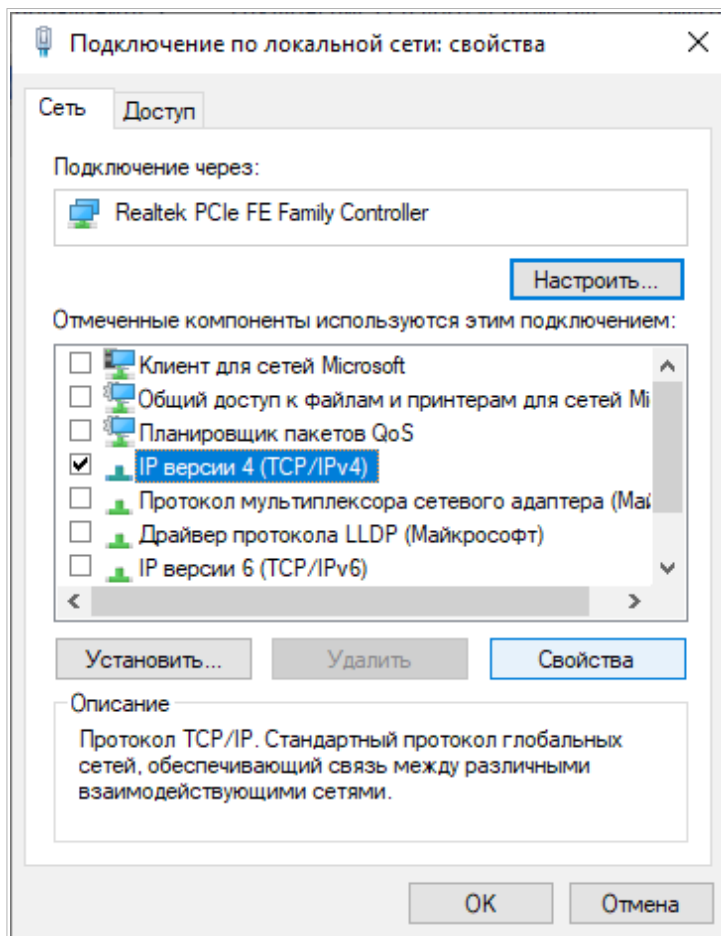 Подключение по локальной сети: свойства
Сеть
Доступ
Подключение через:
Realtek PCIe FE Family Controller
Настроить...
Отмеченные компоненты используются этим подключением:
Клиент для сетей Microsoft
Общий доступ к файлам и принтерам для сетей Mi
Планировщик пакетов QoS
IP версии 4 (TCP/IPv4)
Протокол мультиплексора сетевого адаптера (Май
Драйвер протокола LLDP (Майкрософт)
IP версии 6 (TCP/IPv6)
Установить...
Удалить
Свойства
Описание
Протокол TCP/IP. Стандартный протокол глобальных
сетей, обеспечивающий связь между различными
взаимодействующими сетями.
OK
Отмена